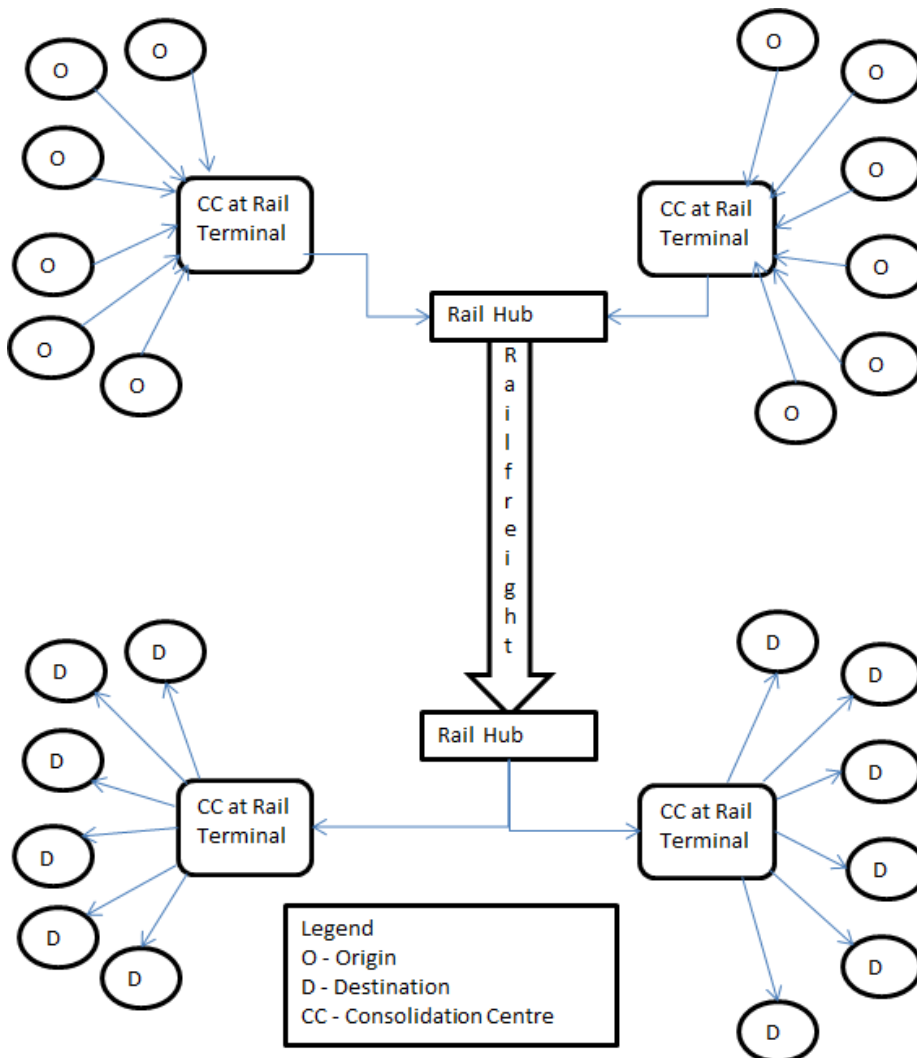 O
O
O
O
O
O
CC at Rail
Terminal
O
O
O
O
O
O
CC at Rail
Terminal
Rail Hub
Railfreight
Rail Hub
D
D
D
D
D
D
CC at Rail
Terminal
D
D
D
D
D
D
CC at Rail
Terminal
Legend
O - Origin
D - Destination
CC - Consolidation Centre